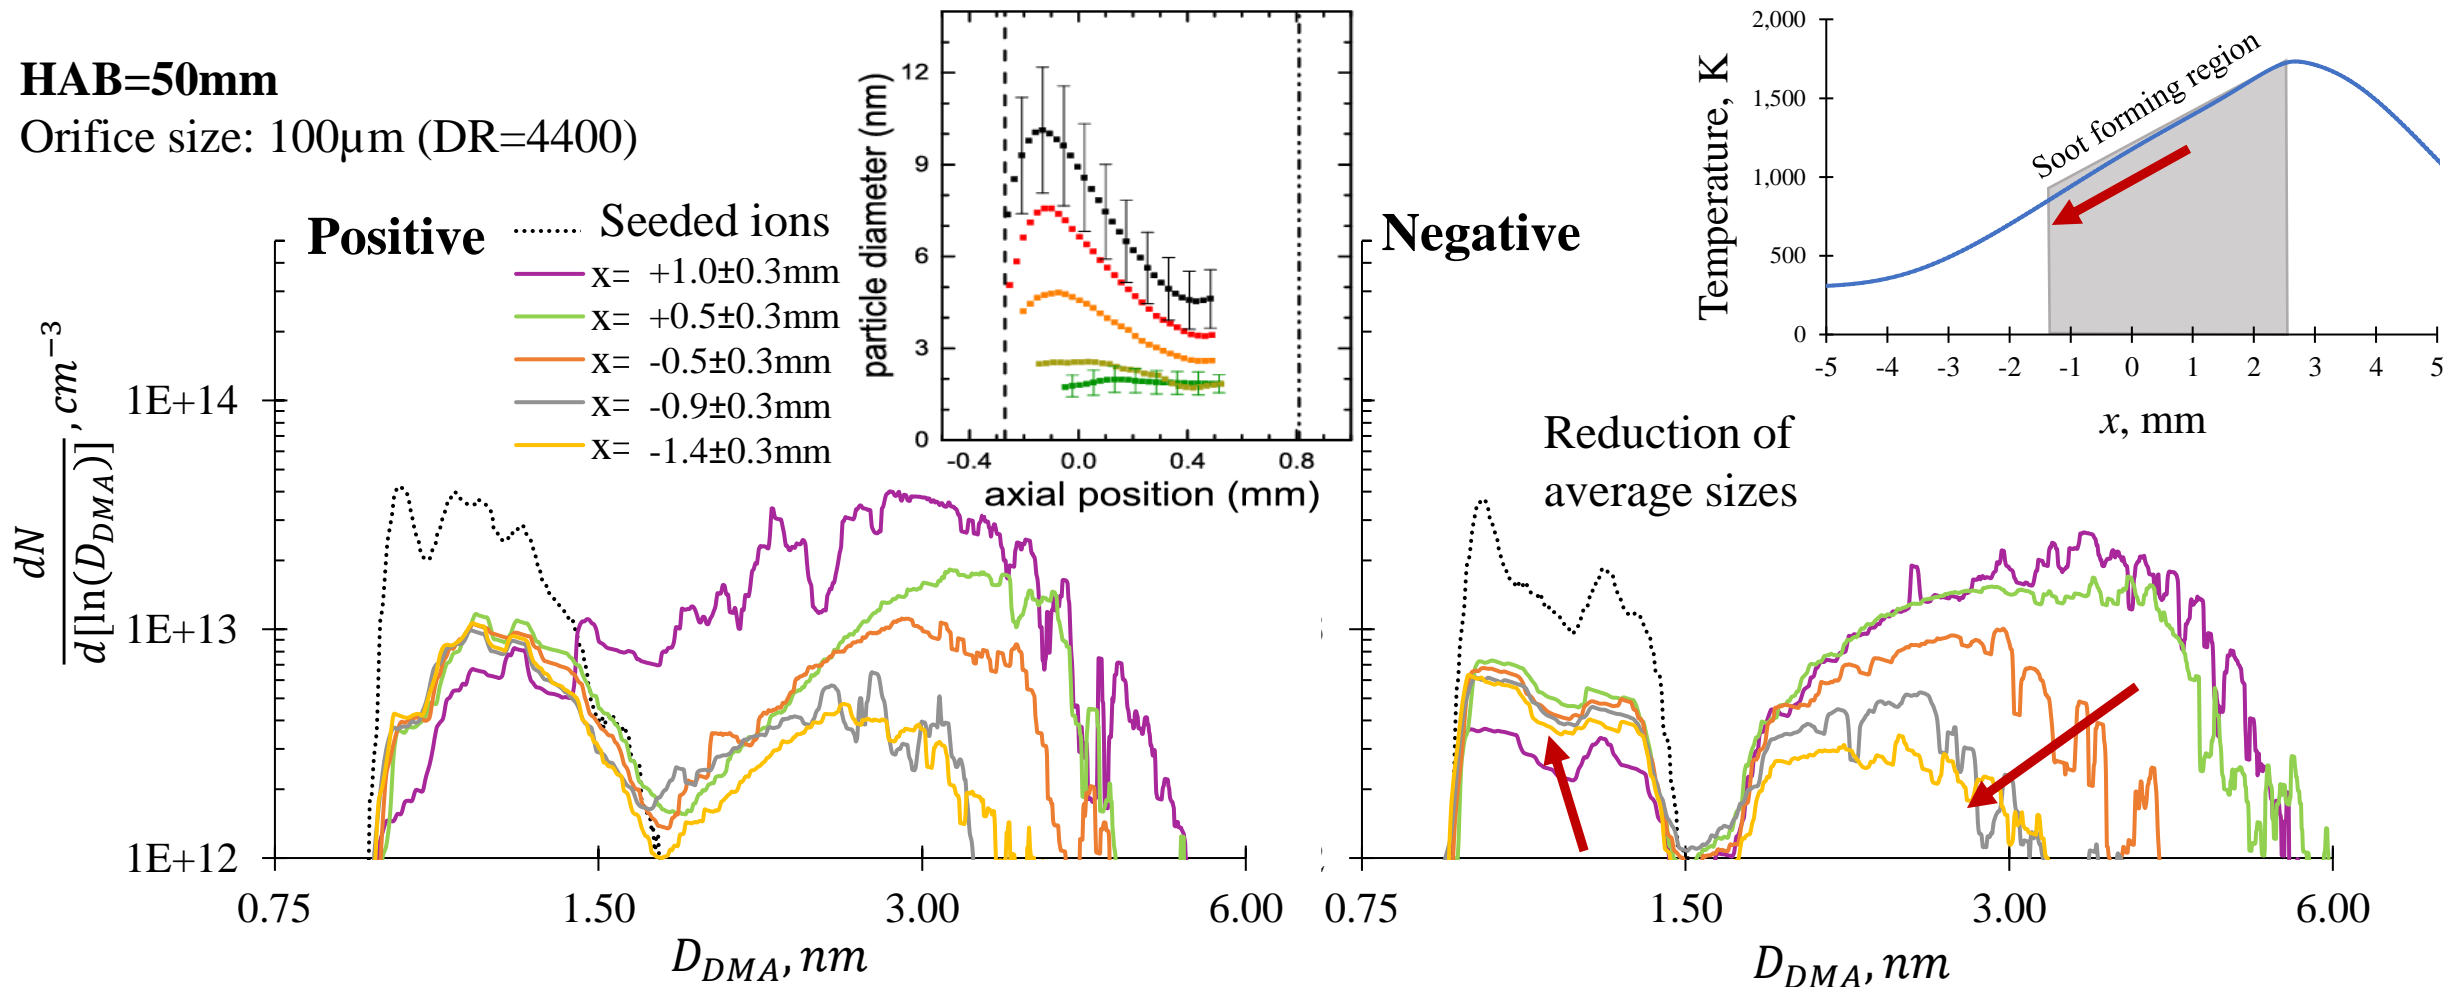 HAB=50mm
Orifice size: 100μm (DR=4400)
Positive
Seeded ions
x= +1.0±0.3mm
x= +0.5±0.3mm
x= -0.5±0.3mm
x= -0.9±0.3mm
x= -1.4±0.3mm
dN
d[ln(D_DMA)], cm⁻³
1E+14
1E+13
1E+12
0.75 1.50 3.00 6.00
D_DMA, nm
particle diameter (nm)
12
9
6
3
0
-0.4 0.0 0.4 0.8
axial position (mm)
Negative
Reduction of
average sizes
0.75 1.50 3.00 6.00
D_DMA, nm
Temperature, K
2,000
1,500
1,000
500
0
Soot forming region
-5 -4 -3 -2 -1 0 1 2 3 4 5
x, mm